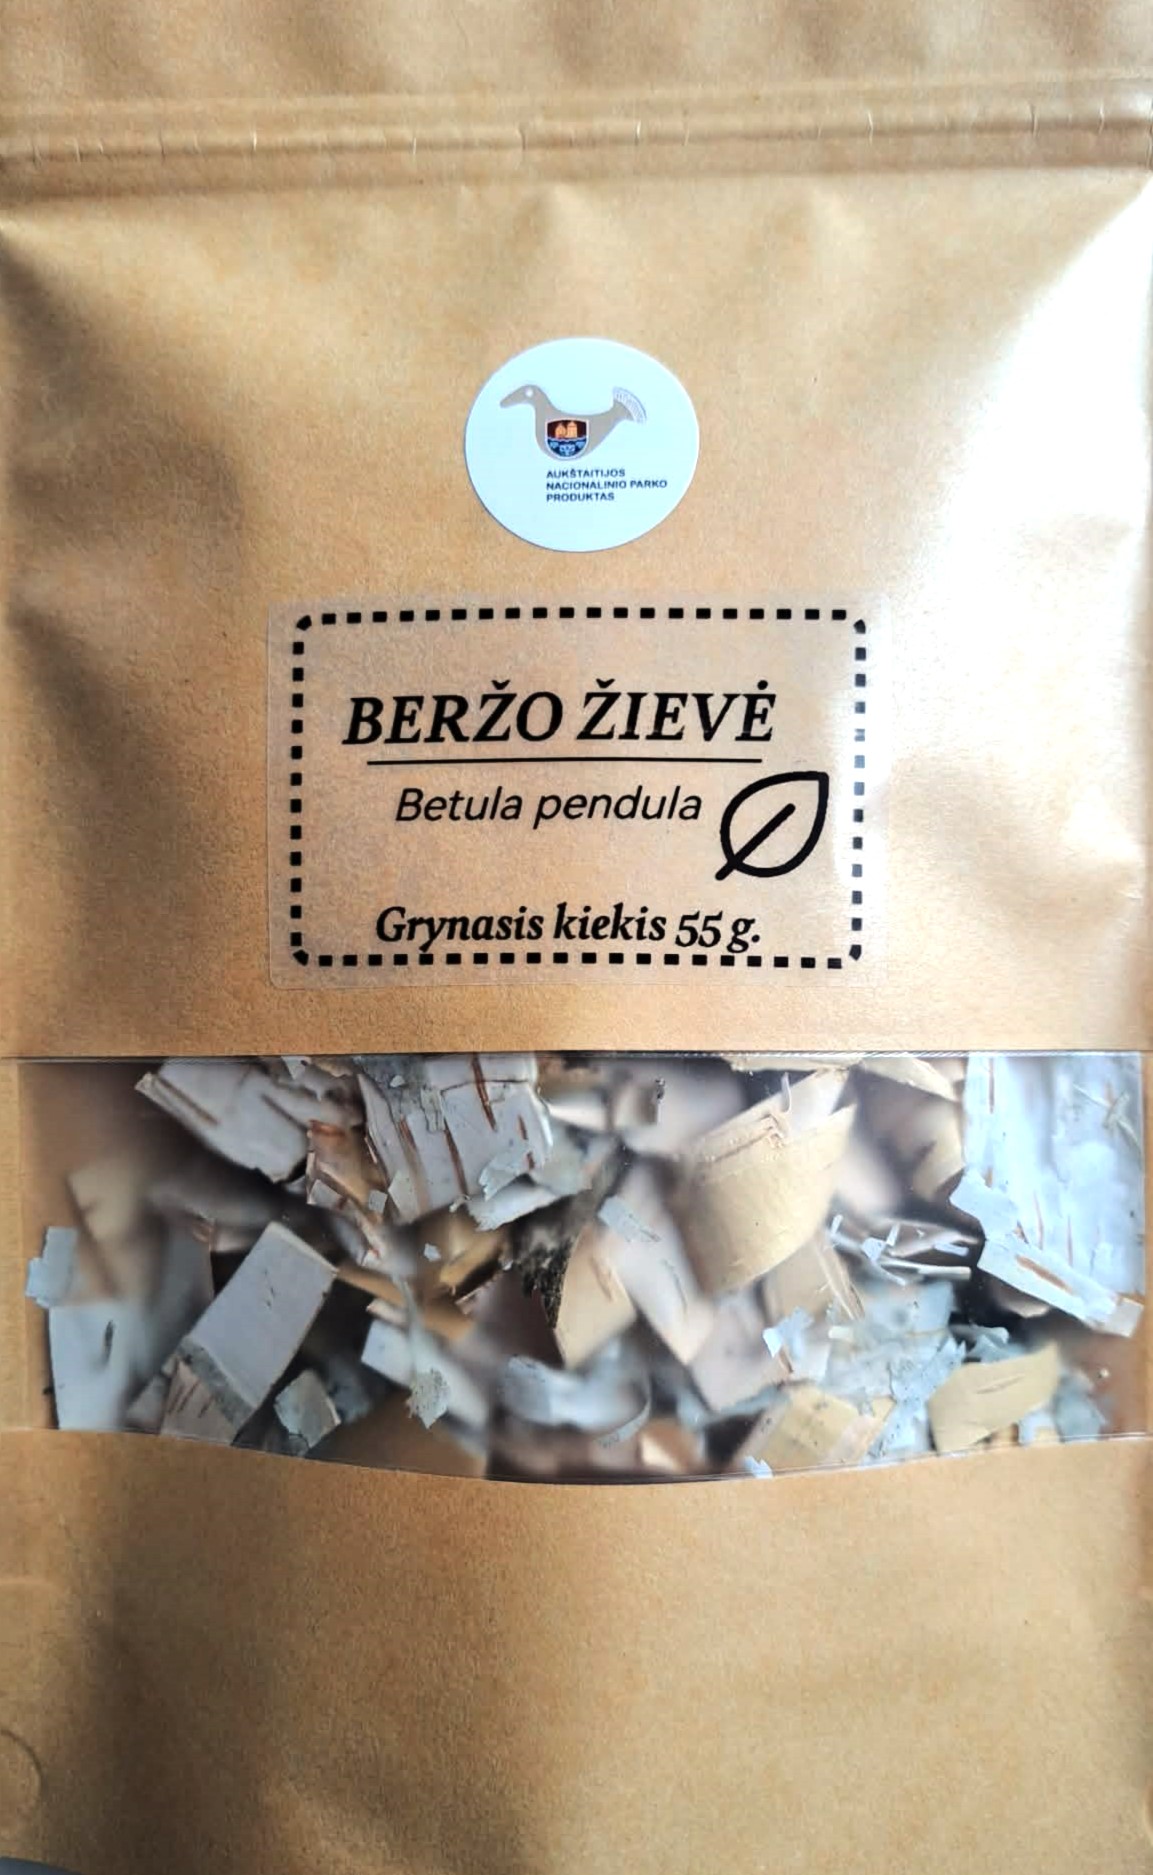 AUKŠTAITIJOS
NACIONALINIO PARKO
PRODUKTAS
BERŽO ŽIEVĖ
Betula pendula
Grynasis kiekis 55 g.